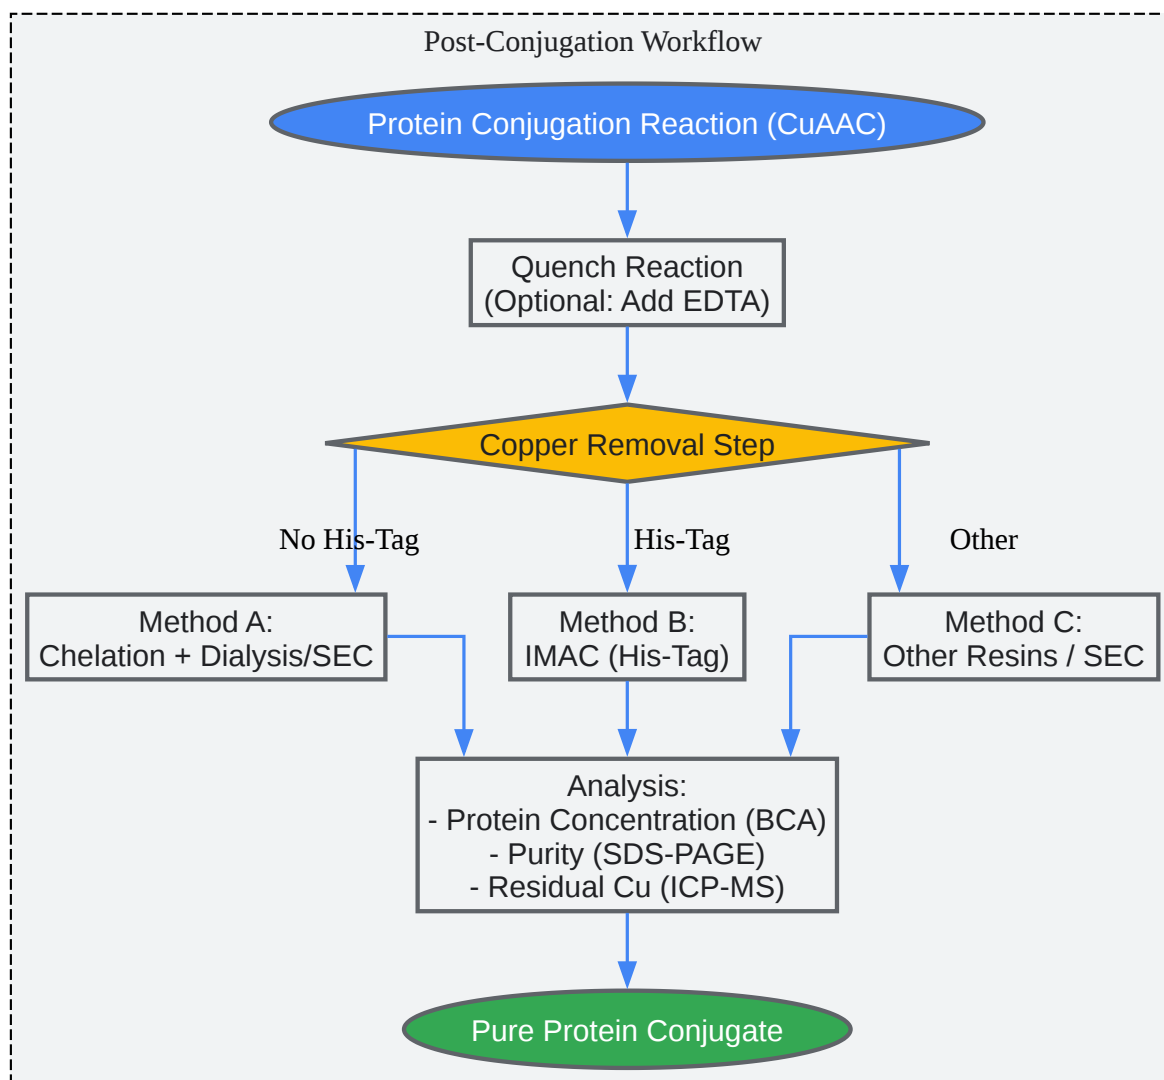 Post-Conjugation Workflow
Protein Conjugation Reaction (CuAAC)
Quench Reaction
(Optional: Add EDTA)
Copper Removal Step
No His-Tag
His-Tag
Other
Method A:
Chelation + Dialysis/SEC
Method B:
IMAC (His-Tag)
Method C:
Other Resins / SEC
Analysis:
- Protein Concentration (BCA)
- Purity (SDS-PAGE)
- Residual Cu (ICP-MS)
Pure Protein Conjugate